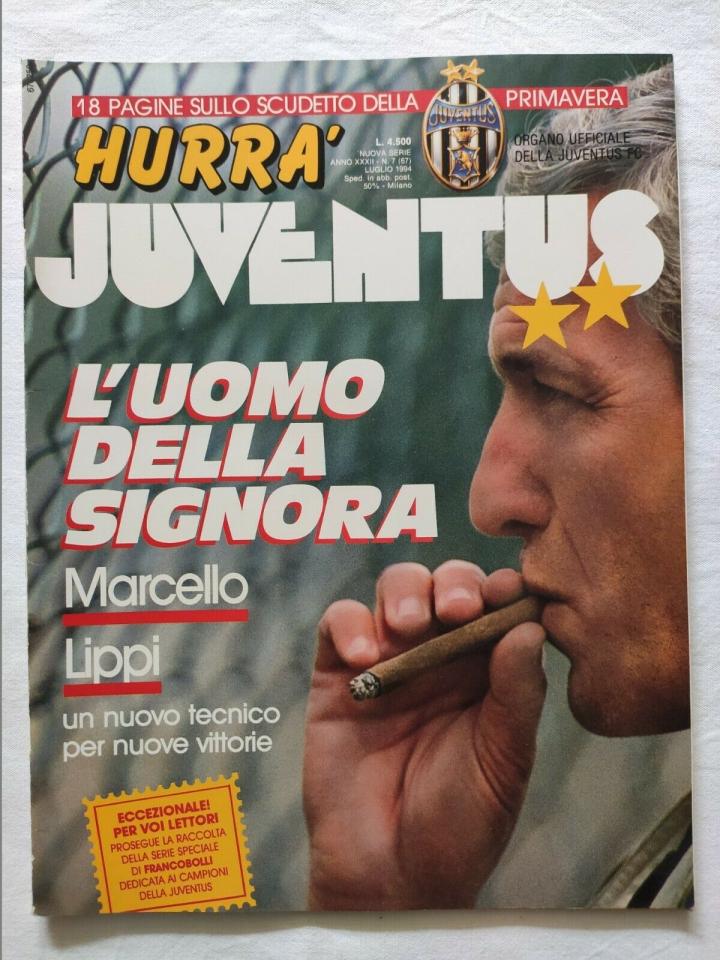 18 PAGINE SULLO SCUDETTO DELLA PRIMAVERA
HURRA'
L. 4.500
NUOVA SERIE
ANNO XXXII - N. 7 (67)
LUGLIO 1994
Sped. in abb. post.
50% - Milano
JUVENTUS
ORGANO UFFICIALE
DELLA JUVENTUS FC
JUVENTUS
L'UOMO
DELLA
SIGNORA
Marcello
Lippi
un nuovo tecnico
per nuove vittorie
ECCEZIONALE!
PER VOI LETTORI
PROSEGUE LA RACCOLTA
DELLA SERIE SPECIALE
DI FRANCOBOLLI
DEDICATA AI CAMPIONI
DELLA JUVENTUS